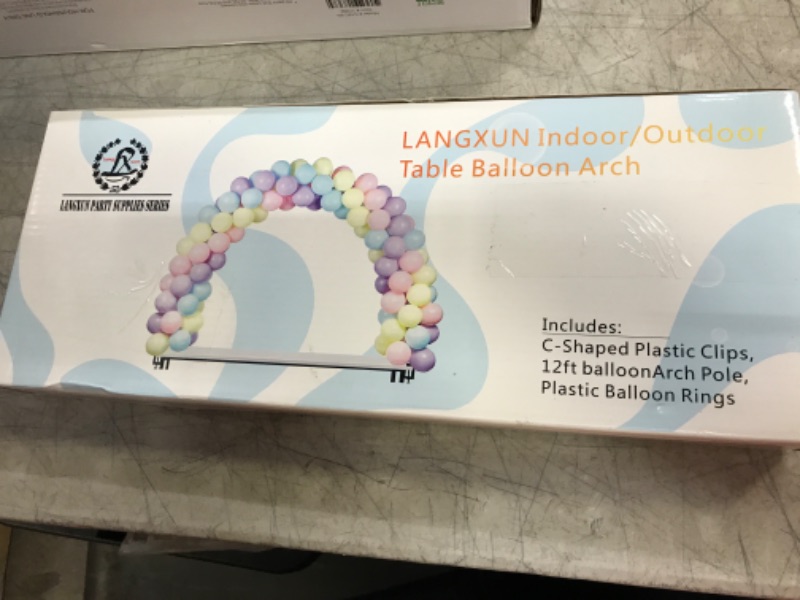 LANGXUN Indoor/Outdoor
Table Balloon Arch
LANGXUN PARTY SUPPLIES SERIES
Includes:
C-Shaped Plastic Clips,
12ft balloonArch Pole,
Plastic Balloon Rings